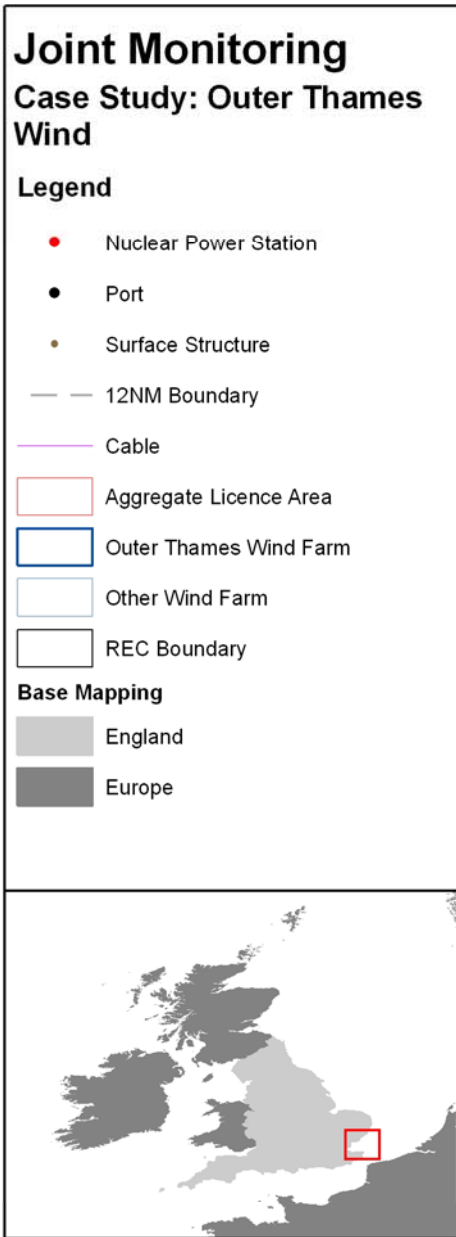 Joint Monitoring
Case Study: Outer Thames
Wind
Legend
Nuclear Power Station
Port
Surface Structure
12NM Boundary
Cable
Aggregate Licence Area
Outer Thames Wind Farm
Other Wind Farm
REC Boundary
Base Mapping
England
Europe